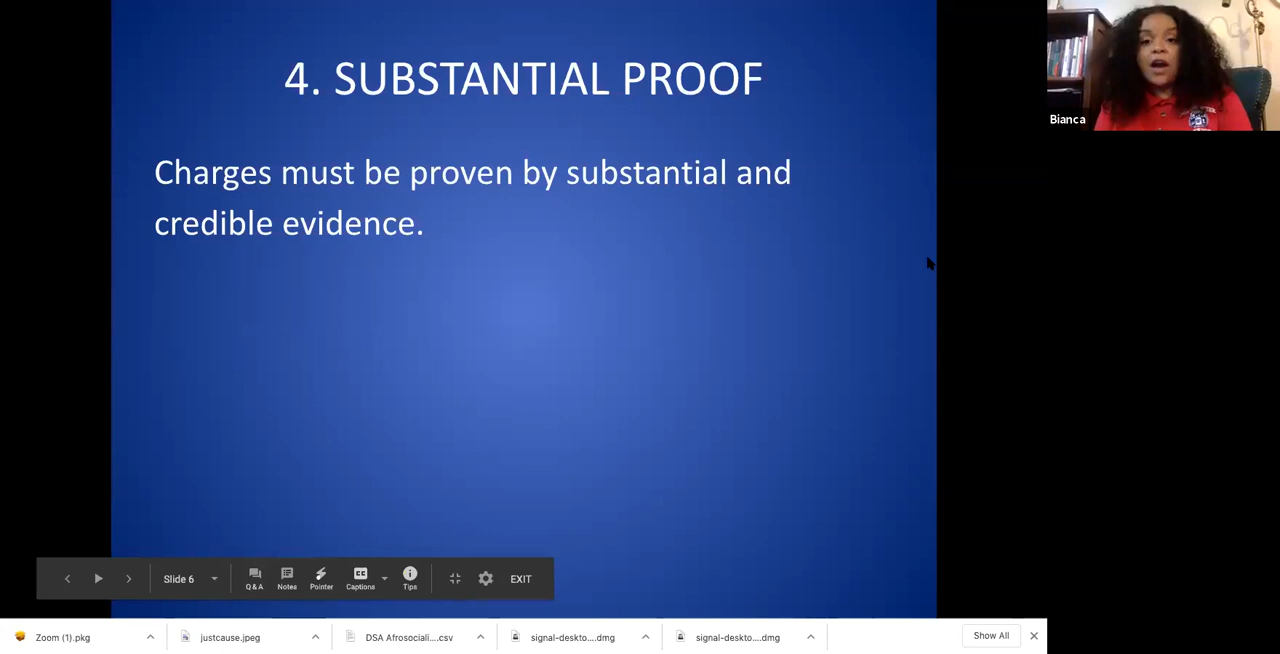 4. SUBSTANTIAL PROOF
Charges must be proven by substantial and
credible evidence.
Bianca
Slide 6
Q & A
Notes
Pointer
Captions
Tips
EXIT
Zoom (1).pkg
justcause.jpeg
DSA Afrosociali....csv
signal-deskto....dmg
signal-deskto....dmg
Show All